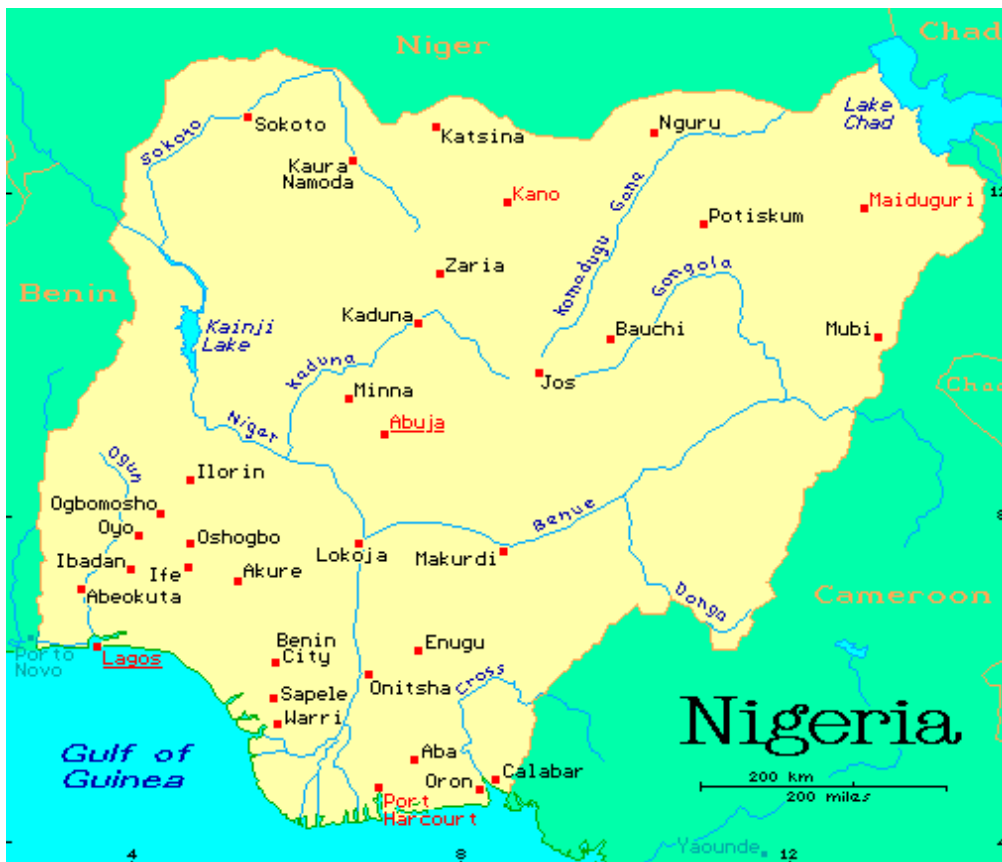 Niger
Chad
Sokoto
Sokoto
Katsina
Nguru
Lake
Chad
Kaura
Namoda
Kano
Gane
Komadugu
Maiduguri
12
Potiskum
Zaria
Gongola
Benin
Kainji
Lake
Kaduna
Kaduna
Bauchi
Mubi
Jos
Chad
Minna
Niger
Abuja
Ogun
Ilorin
Ogbomosho
Oyo
Oshogbo
Benue
8
Ibadan
Ife
Akure
Lokoja
Makurdi
Abeokuta
Donga
Cameroon
Porto
Novo
Lagos
Benin
City
Enugu
Cross
Onitsha
Sapele
Warri
Nigeria
Gulf of
Guinea
Aba
Oron
Calabar
200 km
200 miles
Port
Harcourt
Yaounde
4
8
12